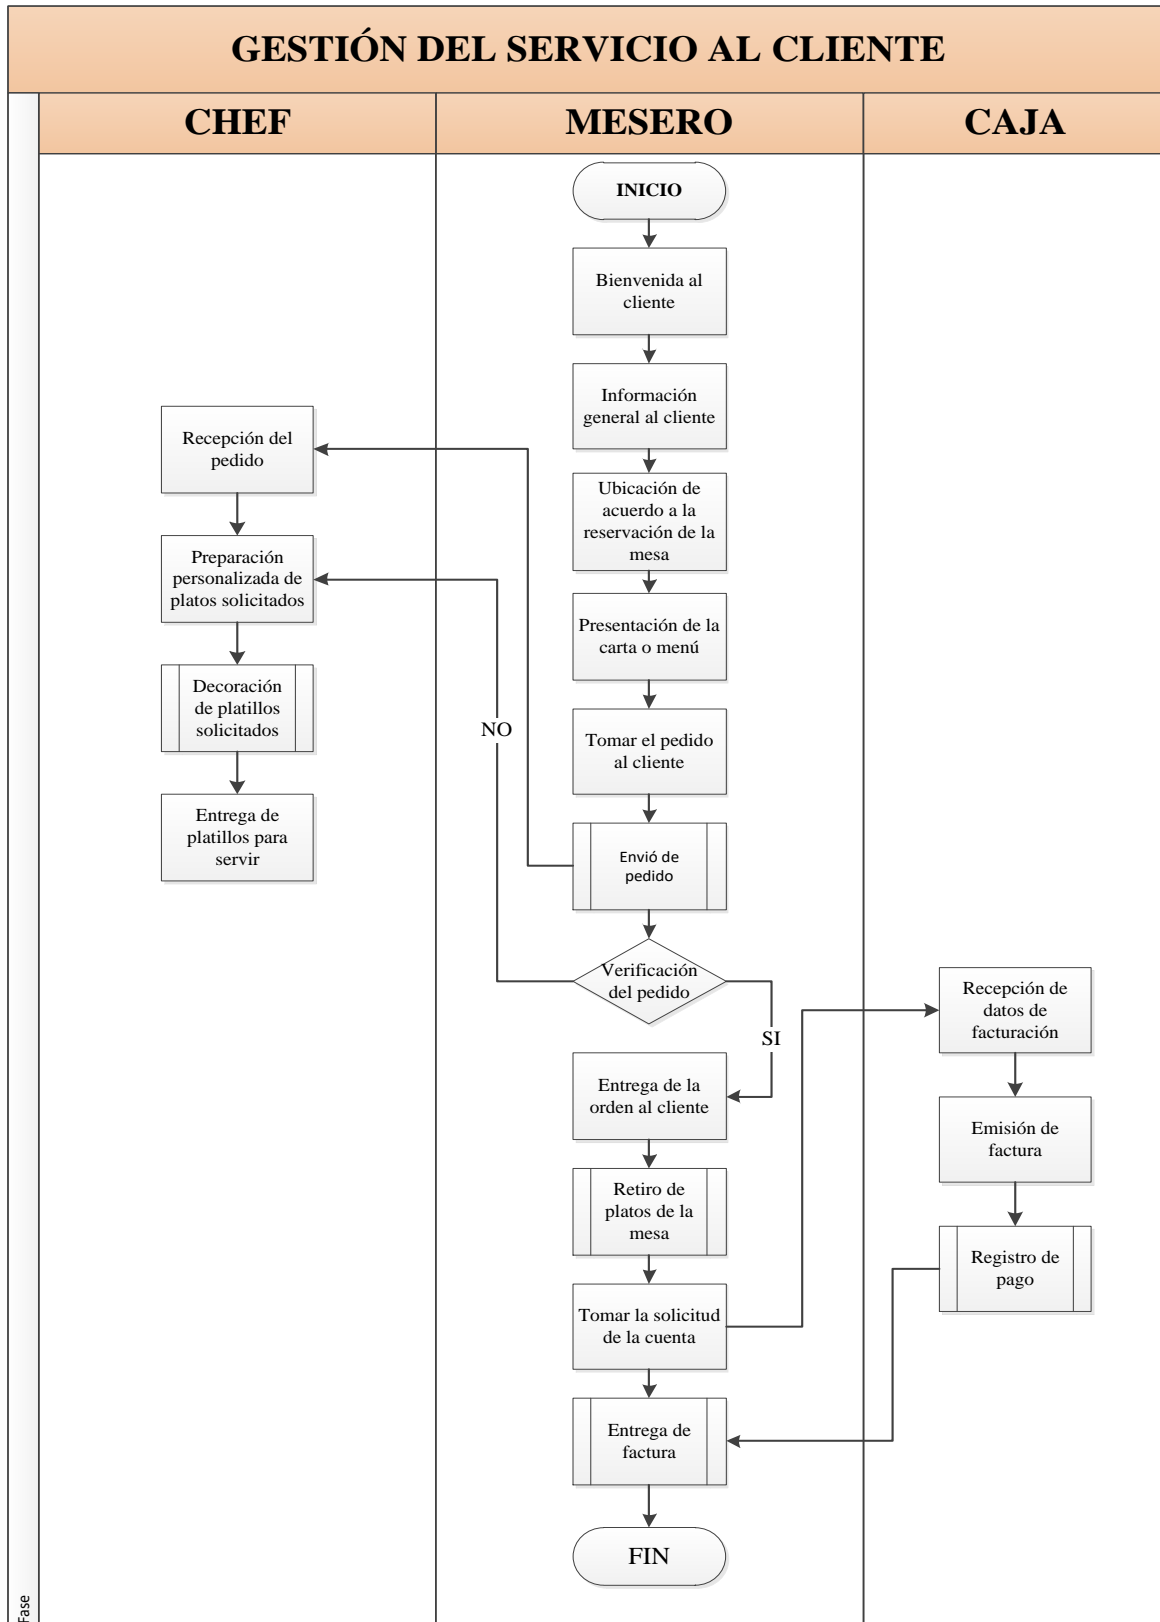 GESTIÓN DEL SERVICIO AL CLIENTE
CHEF
MESERO
CAJA
INICIO
Bienvenida al
cliente
Información
general al cliente
Ubicación de
acuerdo a la
reservación de la
mesa
Presentación de la
carta o menú
Tomar el pedido
al cliente
Envió de
pedido
Recepción del
pedido
Preparación
personalizada de
platos solicitados
Decoración
de platillos
solicitados
Entrega de
platillos para
servir
Verificación
del pedido
NO
SI
Entrega de la
orden al cliente
Retiro de
platos de la
mesa
Tomar la solicitud
de la cuenta
Recepción de
datos de
facturación
Emisión de
factura
Registro de
pago
Entrega de
factura
FIN
Fase